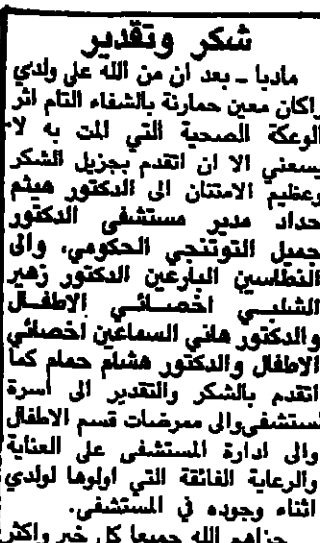 شكر وتقدير
مادبا ـ بعد ان من الله على ولدي
راكان معين حمارنة بالشفاء التام اثر
الوعكة الصحية التي المت به لا
يسعني الا ان اتقدم بجزيل الشكر
وعظيم الامتنان الى الدكتور هيثم
حداد مدير مستشفى الدكتور
جميل التوتنجي الحكومي، والى
النطاسين البارعين الدكتور زهير
الشلبي اخصائي الاطفال
والدكتور هاني السماعين اخصائي
الاطفال والدكتور هشام حمام كما
اتقدم بالشكر والتقدير الى اسرة
لمستشفى والى ممرضات قسم الاطفال
والى ادارة المستشفى على العناية
والرعاية الفائقة التي اولوها لولدي
اثناء وجوده في المستشفى.
جزاهم الله جميعا كل خير واكثر